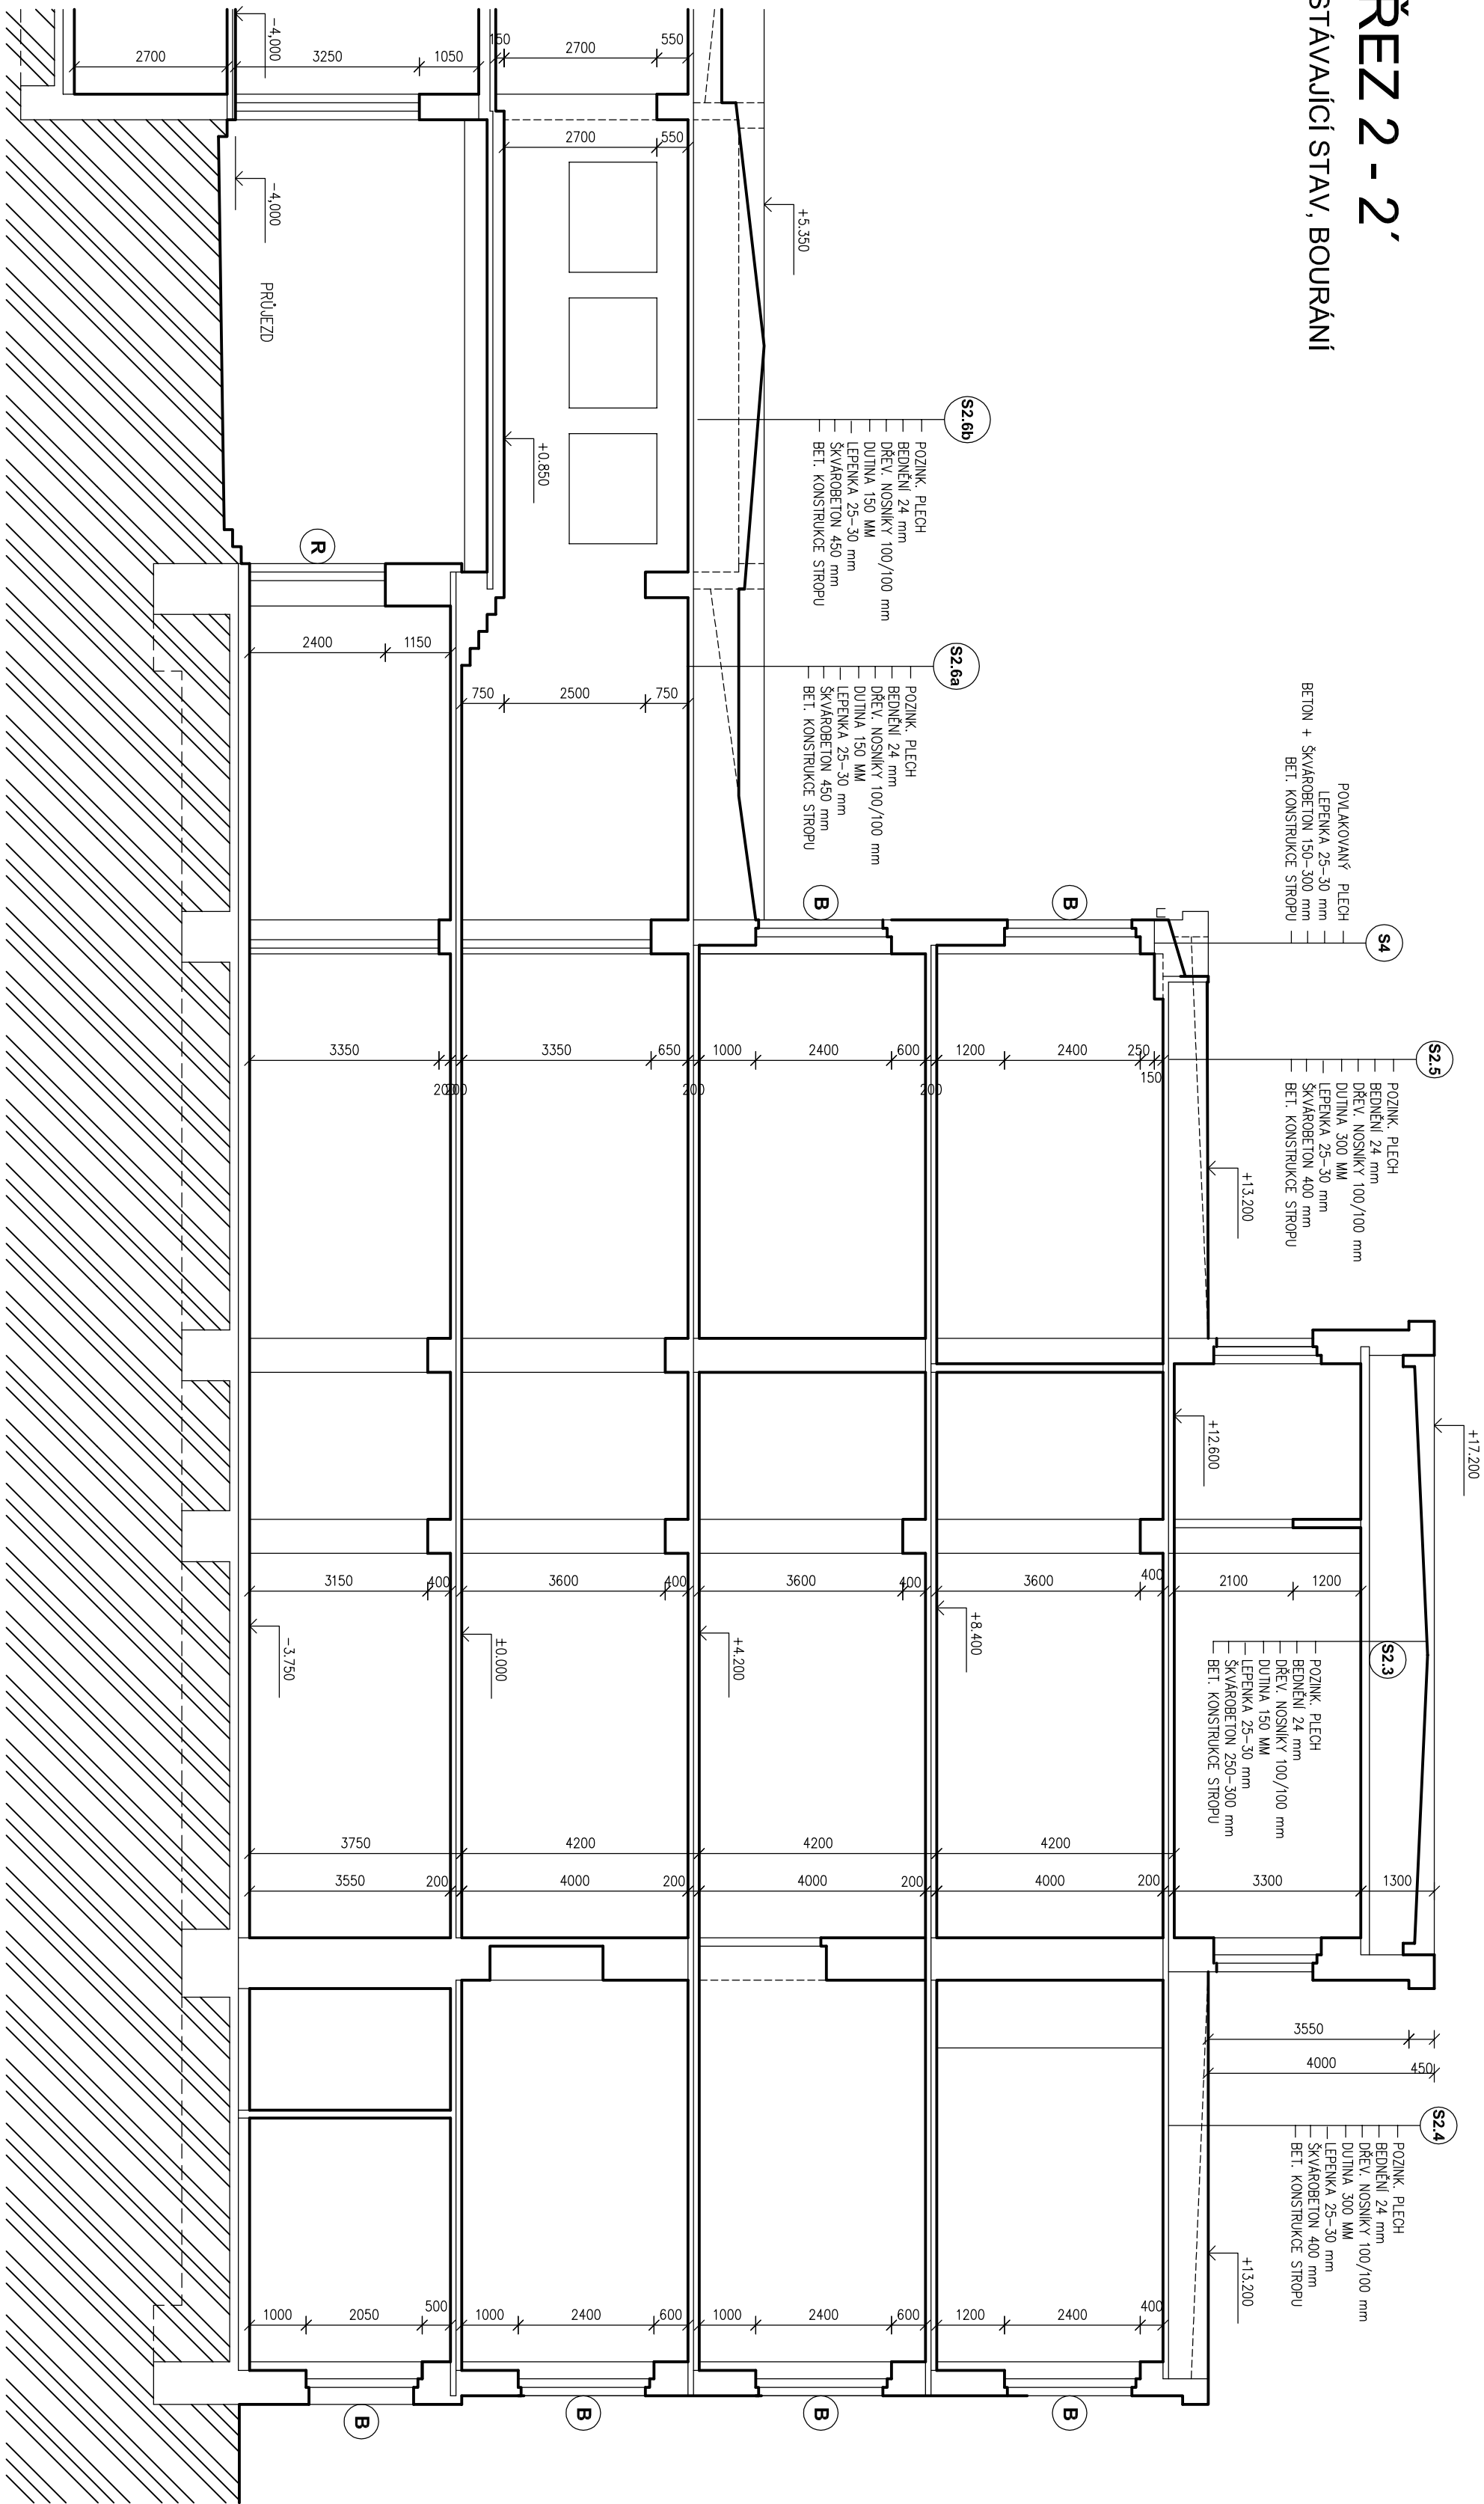 ŘEZ 2 - 2´
STÁVAJÍCÍ STAV, BOURÁNÍ
S2.6b
POZINK. PLECH
BEDNĚNÍ 24 mm
DŘEV. NOSNÍKY 100/100 mm
DUTINA 150 MM
LEPENKA 25-30 mm
ŠKVÁROBETON 450 mm
BET. KONSTRUKCE STROPU
S2.6a
POZINK. PLECH
BEDNĚNÍ 24 mm
DŘEV. NOSNÍKY 100/100 mm
DUTINA 150 MM
LEPENKA 25-30 mm
ŠKVÁROBETON 450 mm
BET. KONSTRUKCE STROPU
S4
POVLAKOVANÝ PLECH
LEPENKA 25-30 mm
BETON + ŠKVÁROBETON 150-300 mm
BET. KONSTRUKCE STROPU
S2.5
POZINK. PLECH
BEDNĚNÍ 24 mm
DŘEV. NOSNÍKY 100/100 mm
DUTINA 300 MM
LEPENKA 25-30 mm
ŠKVÁROBETON 400 mm
BET. KONSTRUKCE STROPU
S2.3
POZINK. PLECH
BEDNĚNÍ 24 mm
DŘEV. NOSNÍKY 100/100 mm
DUTINA 150 MM
LEPENKA 25-30 mm
ŠKVÁROBETON 250-300 mm
BET. KONSTRUKCE STROPU
S2.4
POZINK. PLECH
BEDNĚNÍ 24 mm
DŘEV. NOSNÍKY 100/100 mm
DUTINA 300 MM
LEPENKA 25-30 mm
ŠKVÁROBETON 400 mm
BET. KONSTRUKCE STROPU
+17.200
+13.200
+13.200
+12.600
+5.350
+8.400
+4.200
+0.850
±0.000
-3.750
-4,000
-4,000
PRŮJEZD
R
B
B
B
B
B
B
2700
3250
1050
150
2700
550
2700
550
2400
1150
750
2500
750
3350
200
200
3350
650
200
1000
2400
600
200
1200
2400
250
150
3150
400
3600
400
3600
400
3600
400
2100
1200
3750
4200
4200
4200
3550
200
4000
200
4000
200
4000
200
3300
1300
3550
4000
450
1000
2050
500
1000
2400
600
1000
2400
600
1200
2400
400